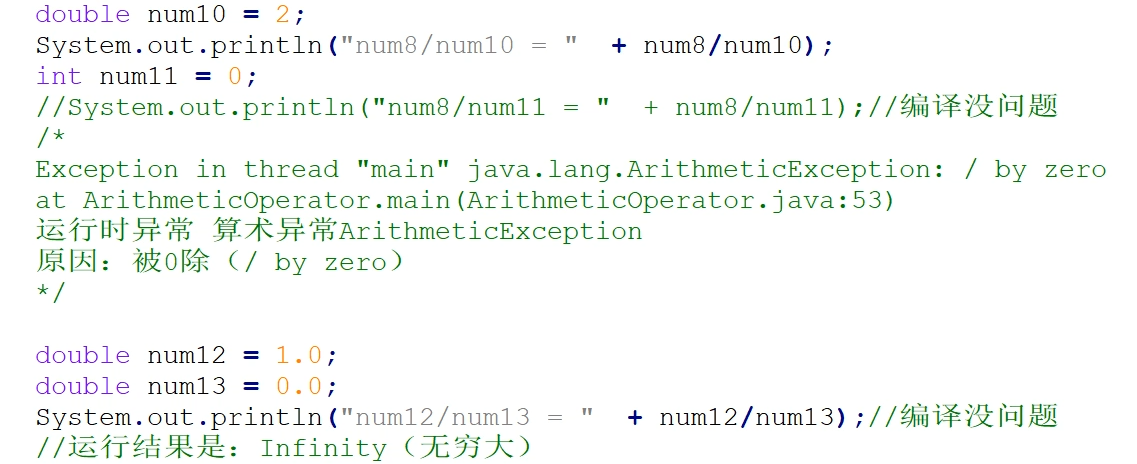 double num10 = 2;
System.out.println("num8/num10 = "  + num8/num10);
int num11 = 0;
//System.out.println("num8/num11 = "  + num8/num11);//编译没问题
/*
Exception in thread "main" java.lang.ArithmeticException: / by zero
at ArithmeticOperator.main(ArithmeticOperator.java:53)
运行时异常 算术异常ArithmeticException
原因：被0除（/ by zero）
*/
double num12 = 1.0;
double num13 = 0.0;
System.out.println("num12/num13 = "  + num12/num13);//编译没问题
//运行结果是：Infinity（无穷大）